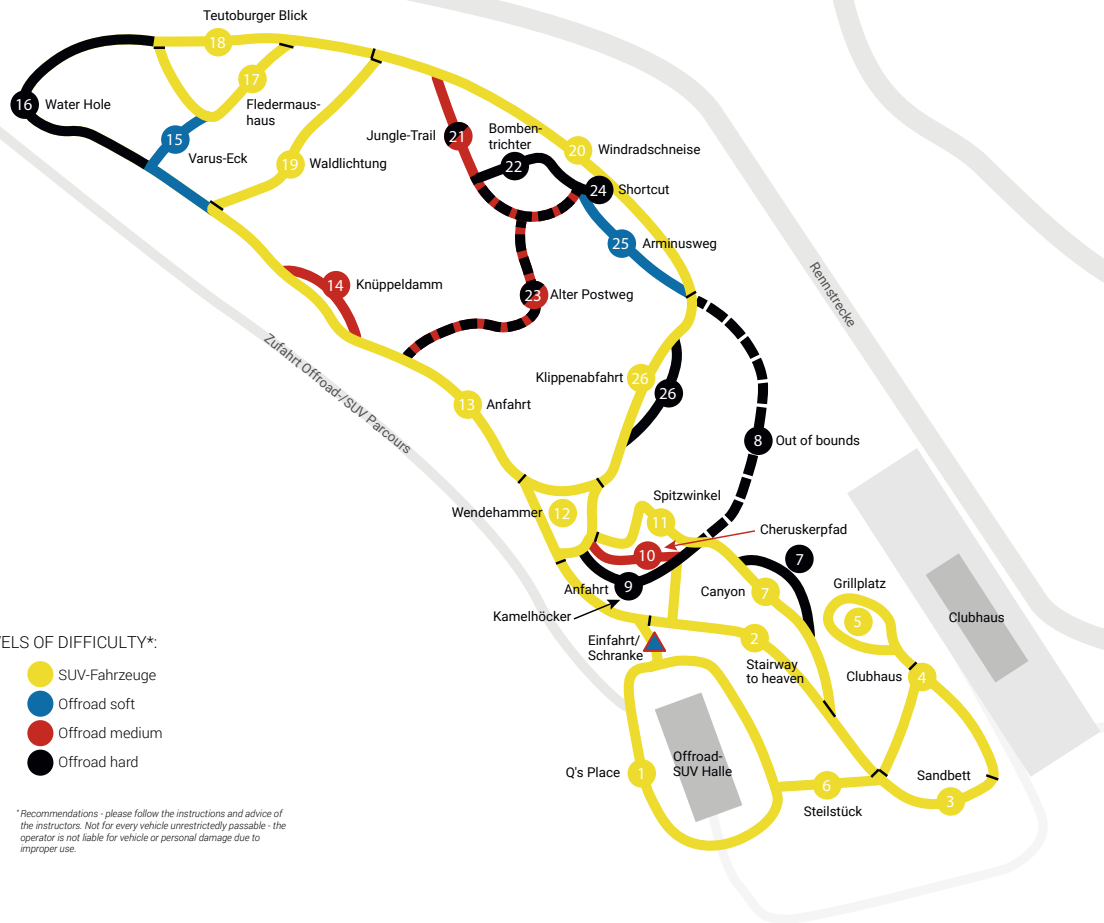 Teutoburger Blick
18
17
16
Water Hole
Fledermaus-
haus
15
Varus-Eck
19
Waldlichtung
Jungle-Trail
21
Bomben-
trichter
22
20
Windradschneise
24
Shortcut
25
Arminusweg
14
Knüppeldamm
23
Alter Postweg
Rennstrecke
Zufahrt Offroad-/SUV Parcours
Klippenabfahrt
26
26
13
Anfahrt
8
Out of bounds
Wendehammer
12
Spitzwinkel
11
Cheruskerpfad
10
7
Anfahrt
9
Canyon
7
Grillplatz
5
Kamelhöcker
Clubhaus
Einfahrt/
Schranke
2
Stairway
to heaven
Clubhaus
4
VELS OF DIFFICULTY*:
SUV-Fahrzeuge
Offroad soft
Offroad medium
Offroad hard
Q's Place
1
Offroad-
SUV Halle
6
Steilstück
Sandbett
3
* Recommendations - please follow the instructions and advice of
the instructors. Not for every vehicle unrestrictedly passable - the
operator is not liable for vehicle or personal damage due to
improper use.